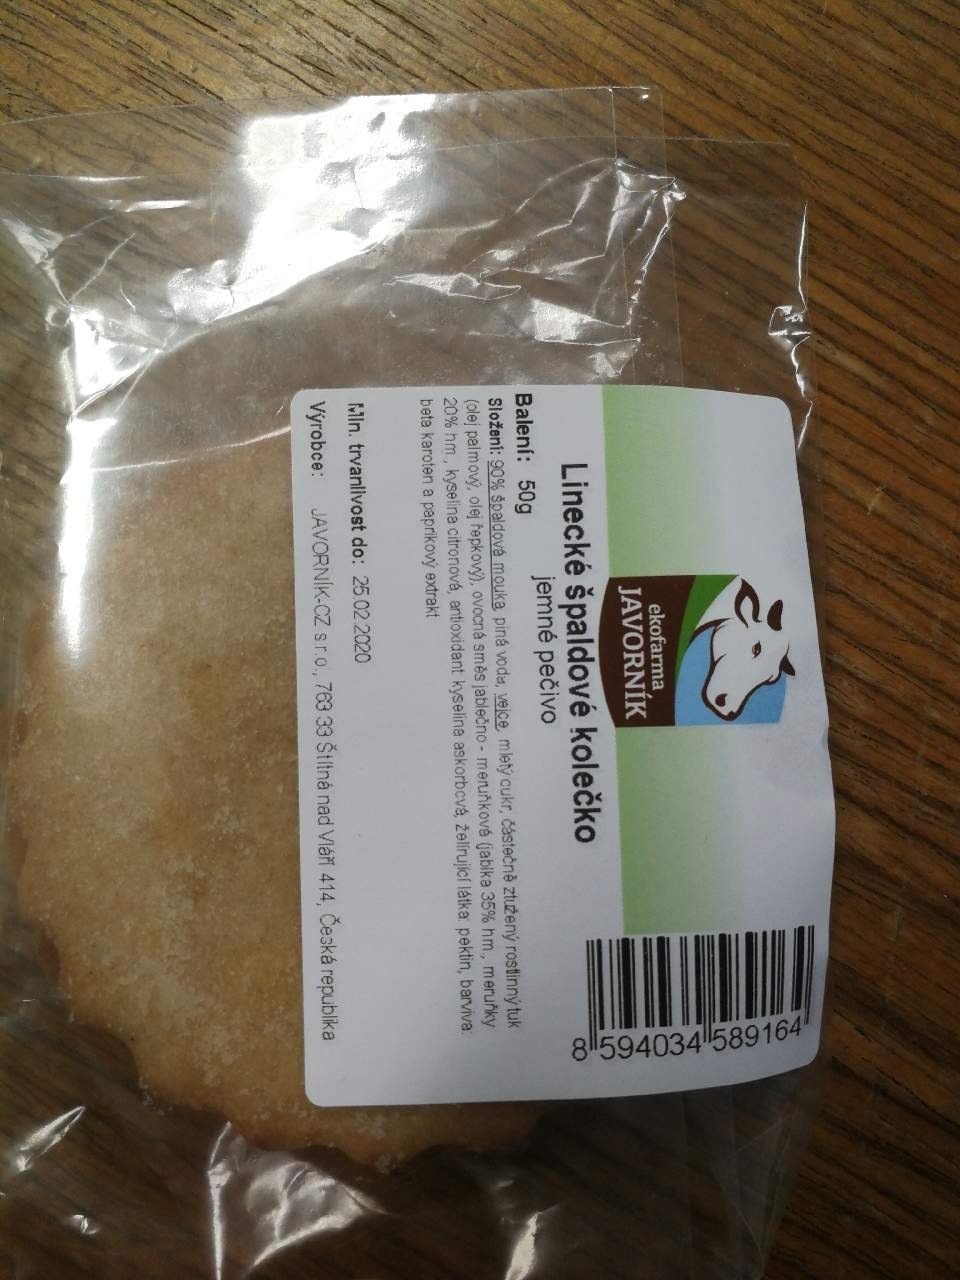 ekofarma
JAVORNÍK
Linecké špaldové kolečko
jemné pečivo
Balení: 50g
Složení: 90% špaldová mouka, piná voda, vejce, mletý cukr, částečně ztužený rostlinný tuk
(olej palmový, olej řepkový), ovocná směs jablečno - meruňková (jablka 35% hm., meruňky
20% hm., kyselina citronová, antioxidant: kyselina askorbová, želírující látka: pektin, barviva:
beta karoten a paprikový extrakt
Min. trvanlivost do: 25.02.2020
Výrobce: JAVORNÍK-CZ s.r.o., 763 33 Štítná nad Vláří 414, Česká republika
8 594034 589164